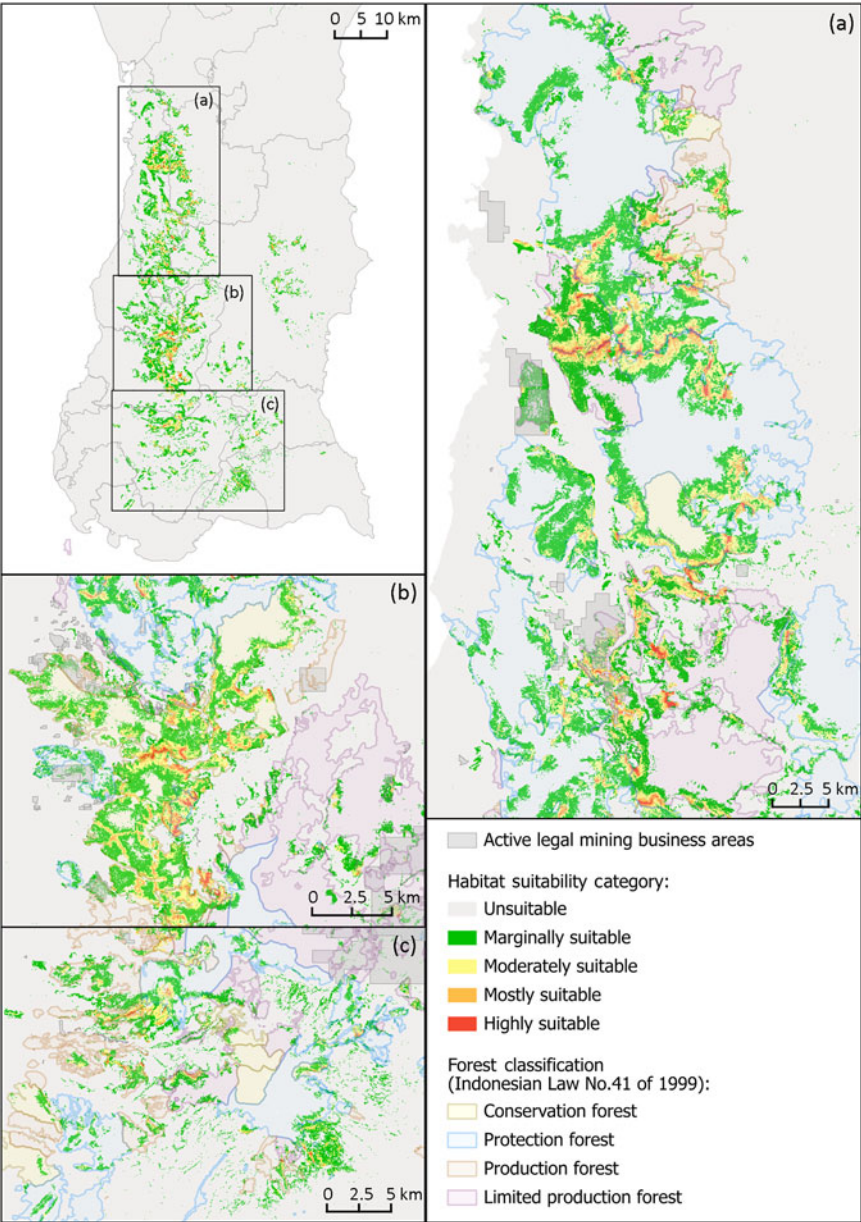 0 5 10 km
(a)
(b)
(c)
(a)
0 2.5 5 km
(b)
0 2.5 5 km
(c)
0 2.5 5 km
Active legal mining business areas
Habitat suitability category:
Unsuitable
Marginally suitable
Moderately suitable
Mostly suitable
Highly suitable
Forest classification
(Indonesian Law No.41 of 1999):
Conservation forest
Protection forest
Production forest
Limited production forest